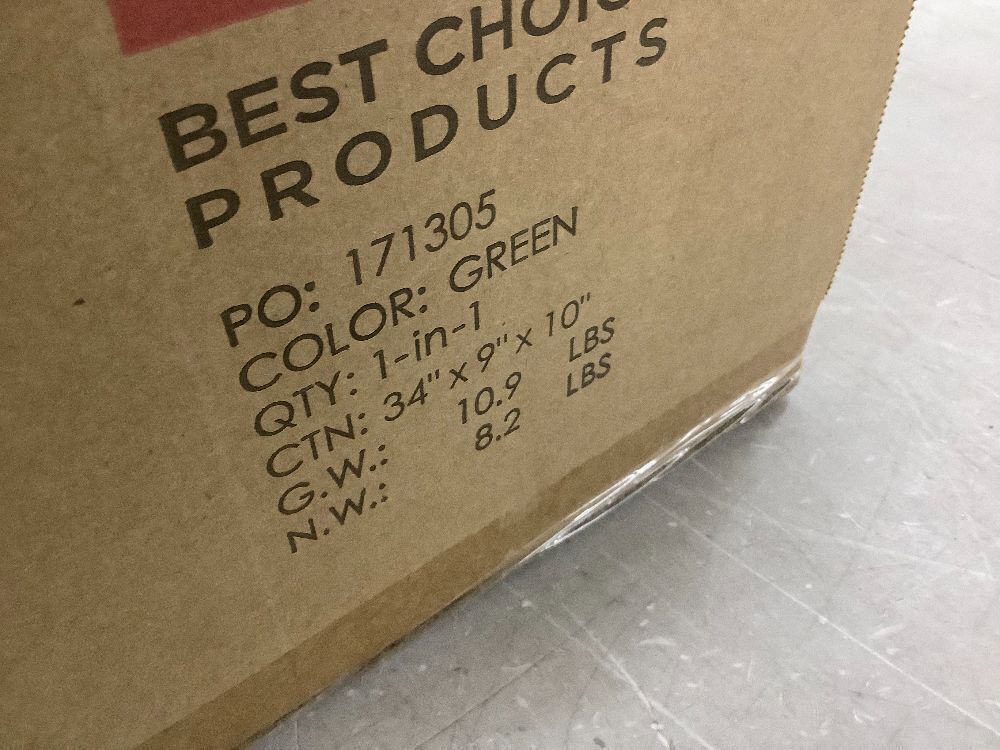 BEST CHOIC
PRODUCTS
PO: 171305
COLOR: GREEN
QTY: 1-in-1
CTN: 34" x 9" x 10"
G.W.: 10.9 LBS
N.W.: 8.2 LBS